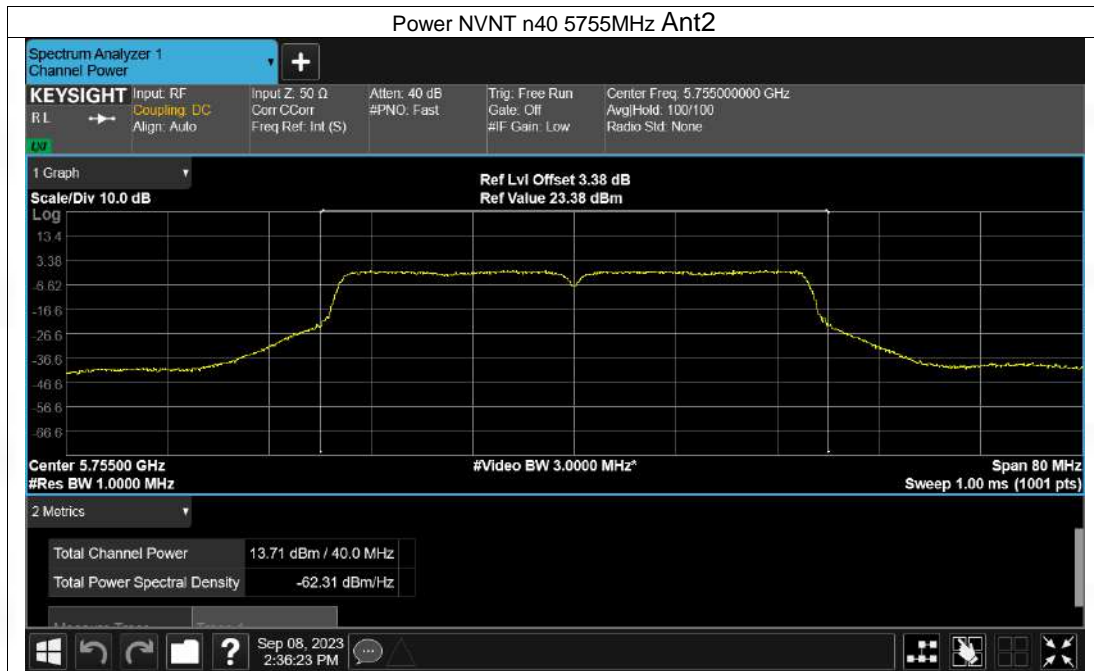 Power NVNT n40 5755MHz Ant2
Spectrum Analyzer 1
Channel Power
KEYSIGHT
R L
LXI
Input: RF
Coupling: DC
Align: Auto
Input Z: 50 Ω
Corr CCorr
Freq Ref: Int (S)
Atten: 40 dB
#PNO: Fast
Trig: Free Run
Gate: Off
#IF Gain: Low
Center Freq: 5.755000000 GHz
Avg|Hold: 100/100
Radio Std: None
1 Graph
Scale/Div 10.0 dB
Ref Lvl Offset 3.38 dB
Ref Value 23.38 dBm
Log
13.4
3.38
-6.62
-16.6
-26.6
-36.6
-46.6
-56.6
-66.6
Center 5.75500 GHz
#Video BW 3.0000 MHz*
Span 80 MHz
#Res BW 1.0000 MHz
Sweep 1.00 ms (1001 pts)
2 Metrics
Total Channel Power 13.71 dBm / 40.0 MHz
Total Power Spectral Density -62.31 dBm/Hz
Sep 08, 2023
2:36:23 PM